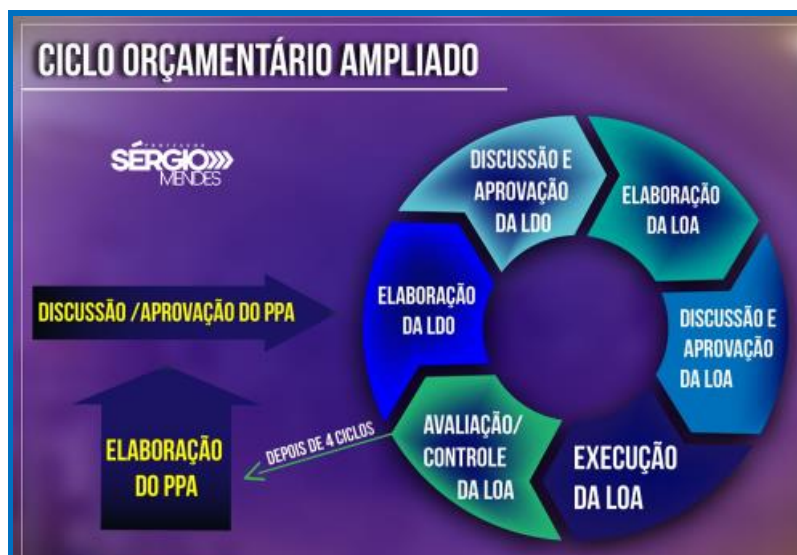 CICLO ORÇAMENTÁRIO AMPLIADO
PROFESSOR
SÉRGIO
MENDES
DISCUSSÃO E
APROVAÇÃO
DA LDO
ELABORAÇÃO
DA LOA
DISCUSSÃO E
APROVAÇÃO
DA LOA
EXECUÇÃO
DA LOA
AVALIAÇÃO/
CONTROLE
DA LOA
ELABORAÇÃO
DA LDO
DISCUSSÃO /APROVAÇÃO DO PPA
ELABORAÇÃO
DO PPA
DEPOIS DE 4 CICLOS